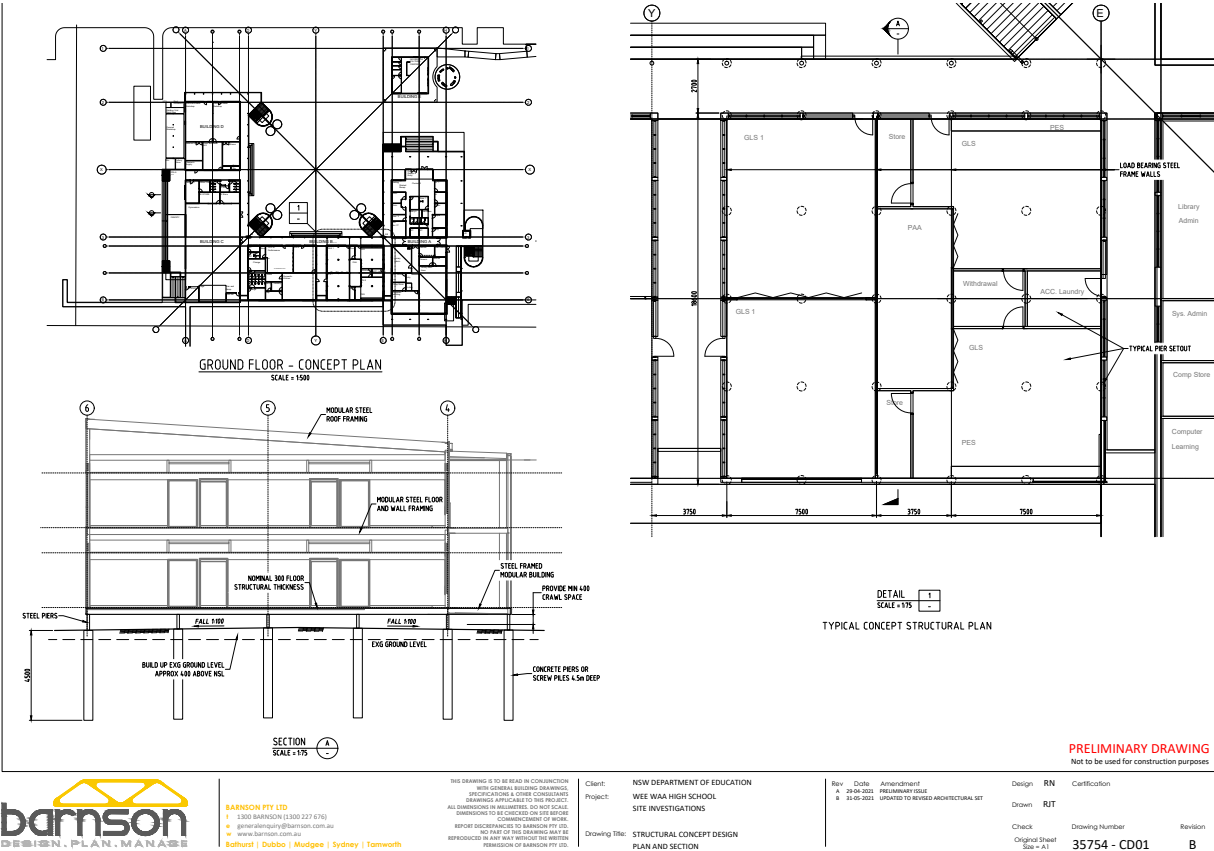 BUILDING D
BUILDING C
BUILDING B
BUILDING A
1
-
GROUND FLOOR - CONCEPT PLAN
SCALE = 1:500
6
5
4
MODULAR STEEL
ROOF FRAMING
MODULAR STEEL FLOOR
AND WALL FRAMING
NOMINAL 300 FLOOR
STRUCTURAL THICKNESS
STEEL FRAMED
MODULAR BUILDING
PROVIDE MIN 400
CRAWL SPACE
STEEL PIERS
FALL 1:100
FALL 1:100
EXG GROUND LEVEL
BUILD UP EXG GROUND LEVEL
APPROX 400 ABOVE NSL
4500
CONCRETE PIERS OR
SCREW PILES 4.5m DEEP
SECTION
A
SCALE = 1:75
-
Y
A
-
E
2700
GLS 1
Store
PES
GLS
LOAD BEARING STEEL
FRAME WALLS
Library
Admin
PAA
Withdrawal
ACC. Laundry
GLS 1
Sys. Admin
TYPICAL PIER SETOUT
GLS
Comp Store
Store
Computer
Learning
PES
3750
7500
3750
7500
DETAIL
1
SCALE = 1:75
-
TYPICAL CONCEPT STRUCTURAL PLAN
PRELIMINARY DRAWING
Not to be used for construction purposes
barnson
DESIGN.PLAN.MANAGE
BARNSON PTY LTD
t 1300 BARNSON (1300 227 676)
e generalenquiry@barnson.com.au
w www.barnson.com.au
Bathurst | Dubbo | Mudgee | Sydney | Tamworth
THIS DRAWING IS TO BE READ IN CONJUNCTION
WITH GENERAL BUILDING DRAWINGS,
SPECIFICATIONS & OTHER CONSULTANTS
DRAWINGS APPLICABLE TO THIS PROJECT.
ALL DIMENSIONS IN MILLIMETRES. DO NOT SCALE.
DIMENSIONS TO BE CHECKED ON SITE BEFORE
COMMENCEMENT OF WORK.
REPORT DISCREPANCIES TO BARNSON PTY LTD.
NO PART OF THIS DRAWING MAY BE
REPRODUCED IN ANY WAY WITHOUT THE WRITTEN
PERMISSION OF BARNSON PTY LTD.
Client: NSW DEPARTMENT OF EDUCATION
Project: WEE WAA HIGH SCHOOL
SITE INVESTIGATIONS
Drawing Title: STRUCTURAL CONCEPT DESIGN
PLAN AND SECTION
Rev Date Amendment
A 29-04-2021 PRELIMINARY ISSUE
B 31-05-2021 UPDATED TO REVISED ARCHITECTURAL SET
Design RN Certification
Drawn RJT
Check Drawing Number Revision
Original Sheet
Size = A1
35754 - CD01 B